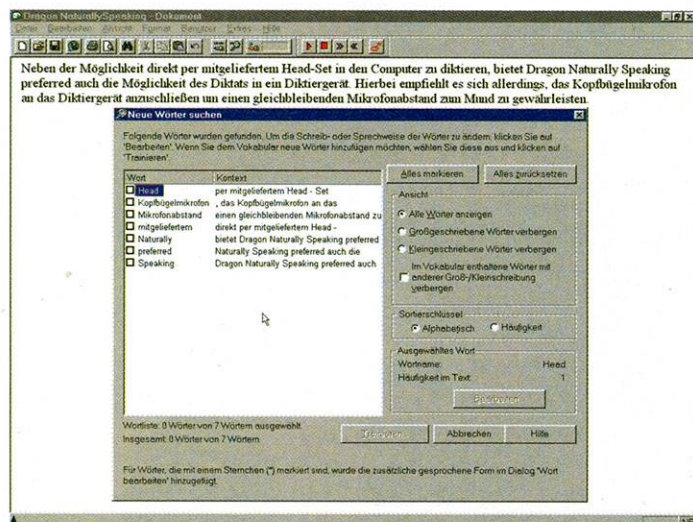 Dragon NaturallySpeaking - Dokument
Datei Bearbeiten Ansicht Format Benutzer Extras Hilfe
Neben der Möglichkeit direkt per mitgeliefertem Head-Set in den Computer zu diktieren, bietet Dragon Naturally Speaking
preferred auch die Möglichkeit des Diktats in ein Diktiergerät. Hierbei empfiehlt es sich allerdings, das Kopfbügelmikrofon
an das Diktiergerät anzuschließen um einen gleichbleibenden Mikrofonabstand zum Mund zu gewährleisten.
Neue Wörter suchen
Folgende Wörter wurden gefunden. Um die Schreib- oder Sprechweise der Wörter zu ändern, klicken Sie auf
'Bearbeiten'. Wenn Sie dem Vokabular neue Wörter hinzufügen möchten, wählen Sie diese aus und klicken auf
'Trainieren'.
Wort Kontext
Head per mitgeliefertem Head - Set
Kopfbügelmikrofon , das Kopfbügelmikrofon an das
Mikrofonabstand einen gleichbleibenden Mikrofonabstand zu
mitgeliefertem direkt per mitgeliefertem Head -
Naturally bietet Dragon Naturally Speaking preferred
preferred Naturally Speaking preferred auch die
Speaking Dragon Naturally Speaking preferred auch
Alles markieren Alles zurücksetzen
Ansicht
Alle Wörter anzeigen
Großgeschriebene Wörter verbergen
Kleingeschriebene Wörter verbergen
Im Vokabular enthaltene Wörter mit
anderer Groß-/Kleinschreibung
verbergen
Sortierschlüssel
Alphabetisch Häufigkeit
Ausgewähltes Wort
Wortname: Head
Häufigkeit im Text: 1
Bearbeiten
Wortliste: 0 Wörter von 7 Wörtern ausgewählt.
Insgesamt: 0 Wörter von 7 Wörtern
Trainieren Abbrechen Hilfe
Für Wörter, die mit einem Sternchen (*) markiert sind, wurde die zusätzliche gesprochene Form im Dialog 'Wort
bearbeiten' hinzugefügt.